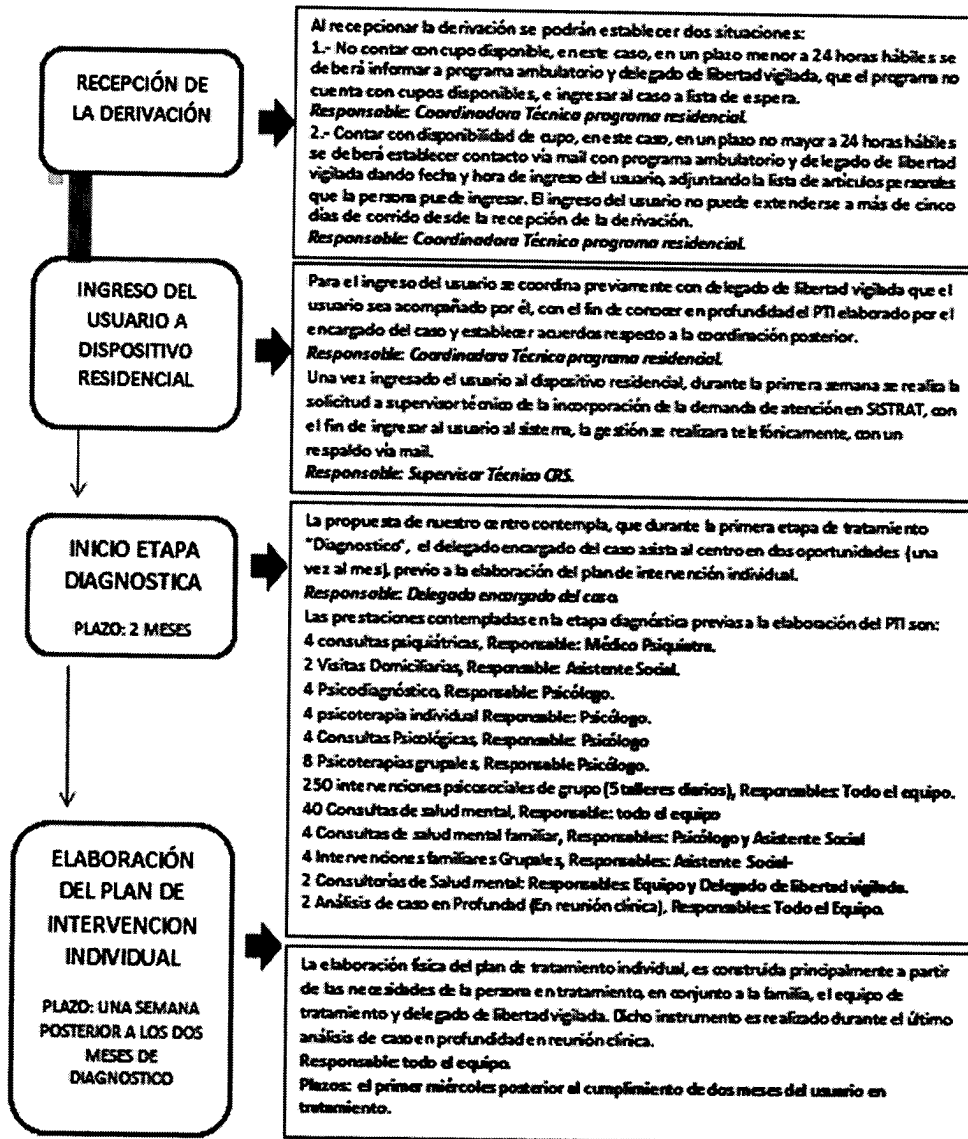 RECEPCIÓN DE
LA DERIVACIÓN
Al recepcionar la derivación se podrán establecer dos situaciones:
1.- No contar con cupo disponible, en este caso, en un plazo menor a 24 horas hábiles se
deberá informar a programa ambulatorio y delegado de libertad vigilada, que el programa no
cuenta con cupos disponibles, e ingresar al caso a lista de espera.
Responsable: Coordinadora Técnica programa residencial.
2.- Contar con disponibilidad de cupo, en este caso, en un plazo no mayor a 24 horas hábiles
se deberá establecer contacto vía mail con programa ambulatorio y delegado de libertad
vigilada dando fecha y hora de ingreso del usuario, adjuntando la lista de artículos personales
que la persona puede ingresar. El ingreso del usuario no puede extenderse a más de cinco
días de corrido desde la recepción de la derivación.
Responsable: Coordinadora Técnica programa residencial.
INGRESO DEL
USUARIO A
DISPOSITIVO
RESIDENCIAL
Para el ingreso del usuario se coordina previamente con delegado de libertad vigilada que el
usuario sea acompañado por él, con el fin de conocer en profundidad el PTI elaborado por el
encargado del caso y establecer acuerdos respecto a la coordinación posterior.
Responsable: Coordinadora Técnica programa residencial.
Una vez ingresado el usuario al dispositivo residencial, durante la primera semana se realiza la
solicitud a supervisor técnico de la incorporación de la demanda de atención en SISTRAT, con
el fin de ingresar al usuario al sistema, la gestión se realizara telefónicamente, con un
respaldo vía mail.
Responsable: Supervisor Técnico CRS.
INICIO ETAPA
DIAGNOSTICA
PLAZO: 2 MESES
La propuesta de nuestro centro contempla, que durante la primera etapa de tratamiento
"Diagnostico", el delegado encargado del caso asista al centro en dos oportunidades (una
vez al mes), previo a la elaboración del plan de intervención individual.
Responsable: Delegado encargado del caso
Las prestaciones contempladas en la etapa diagnóstica previas a la elaboración del PTI son:
4 consultas psiquiátricas, Responsable: Médico Psiquiatra.
2 Visitas Domiciliarias, Responsable: Asistente Social.
4 Psicodiagnóstico, Responsable: Psicólogo.
4 psicoterapia individual Responsable: Psicólogo.
4 Consultas Psicológicas, Responsable: Psicólogo
8 Psicoterapias grupales, Responsable Psicólogo.
250 intervenciones psicosociales de grupo (5 talleres diarios), Responsables: Todo el equipo.
40 Consultas de salud mental, Responsable: todo el equipo
4 Consultas de salud mental familiar, Responsables: Psicólogo y Asistente Social
4 Intervenciones familiares Grupales, Responsables: Asistente Social-
2 Consultorías de Salud mental: Responsables: Equipo y Delegado de libertad vigilada.
2 Análisis de caso en Profundad (En reunión clínica), Responsables: Todo el Equipo.
ELABORACIÓN
DEL PLAN DE
INTERVENCION
INDIVIDUAL
PLAZO: UNA SEMANA
POSTERIOR A LOS DOS
MESES DE
DIAGNOSTICO
La elaboración física del plan de tratamiento individual, es construida principalmente a partir
de las necesidades de la persona en tratamiento, en conjunto a la familia, el equipo de
tratamiento y delegado de libertad vigilada. Dicho instrumento es realizado durante el último
análisis de caso en profundidad en reunión clínica.
Responsable: todo el equipo.
Plazos: el primer miércoles posterior al cumplimiento de dos meses del usuario en
tratamiento.